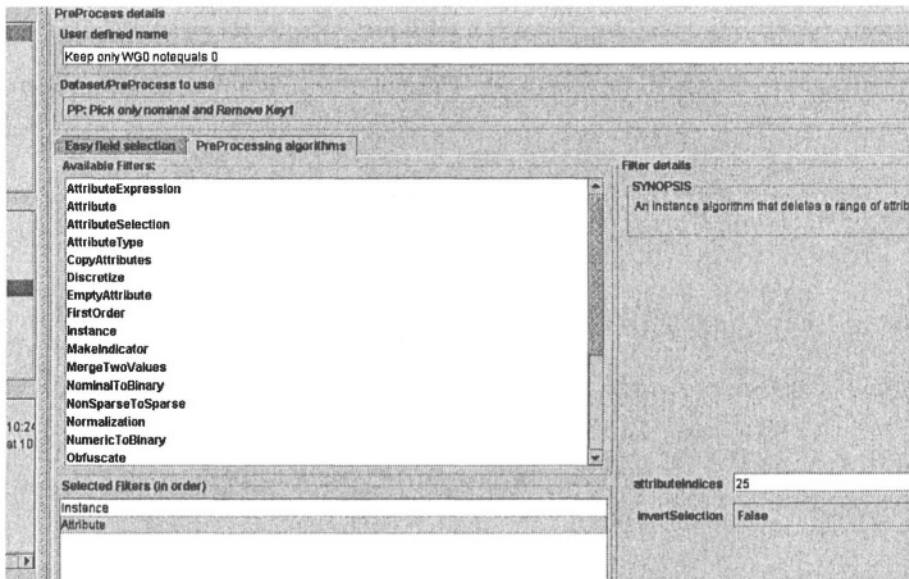 PreProcess details
User defined name
Keep only WG0 notequals 0
Dataset/PreProcess to use
PP: Pick only nominal and Remove Key1
Easy field selection
PreProcessing algorithms
Available Filters:
AttributeExpression
Attribute
AttributeSelection
AttributeType
CopyAttributes
Discretize
EmptyAttribute
FirstOrder
Instance
MakeIndicator
MergeTwoValues
NominalToBinary
NonSparseToSparse
Normalization
NumericToBinary
Obfuscate
Selected Filters (in order)
Instance
Attribute
Filter details
SYNOPSIS
An instance algorithm that deletes a range of attrib
attributeIndices 25
invertSelection False
10:24
at 10